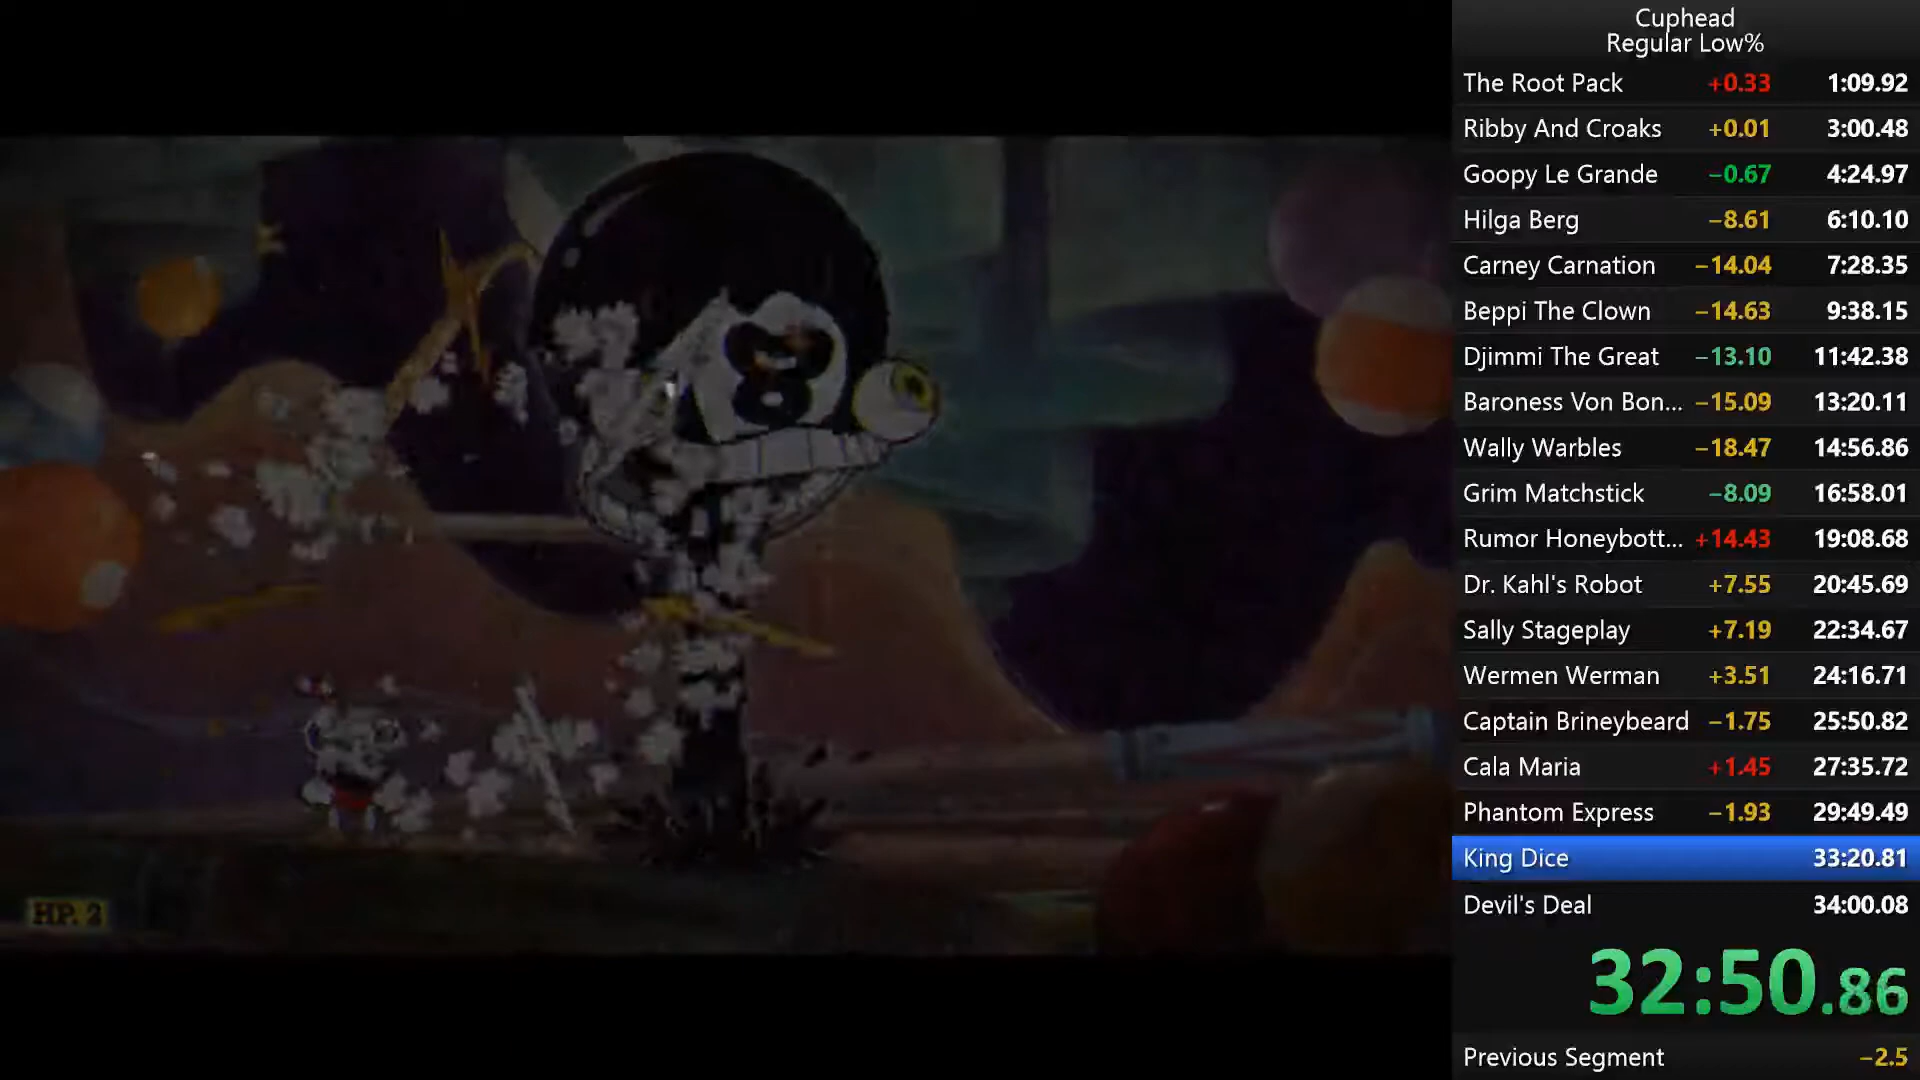 Cuphead
Regular Low%
The Root Pack +0.33 1:09.92
Ribby And Croaks +0.01 3:00.48
Goopy Le Grande −0.67 4:24.97
Hilga Berg −8.61 6:10.10
Carney Carnation −14.04 7:28.35
Beppi The Clown −14.63 9:38.15
Djimmi The Great −13.10 11:42.38
Baroness Von Bon... −15.09 13:20.11
Wally Warbles −18.47 14:56.86
Grim Matchstick −8.09 16:58.01
Rumor Honeybott... +14.43 19:08.68
Dr. Kahl's Robot +7.55 20:45.69
Sally Stageplay +7.19 22:34.67
Wermen Werman +3.51 24:16.71
Captain Brineybeard −1.75 25:50.82
Cala Maria +1.45 27:35.72
Phantom Express −1.93 29:49.49
King Dice 33:20.81
Devil's Deal 34:00.08
32:50.86
Previous Segment −2.5
8
HP. 2